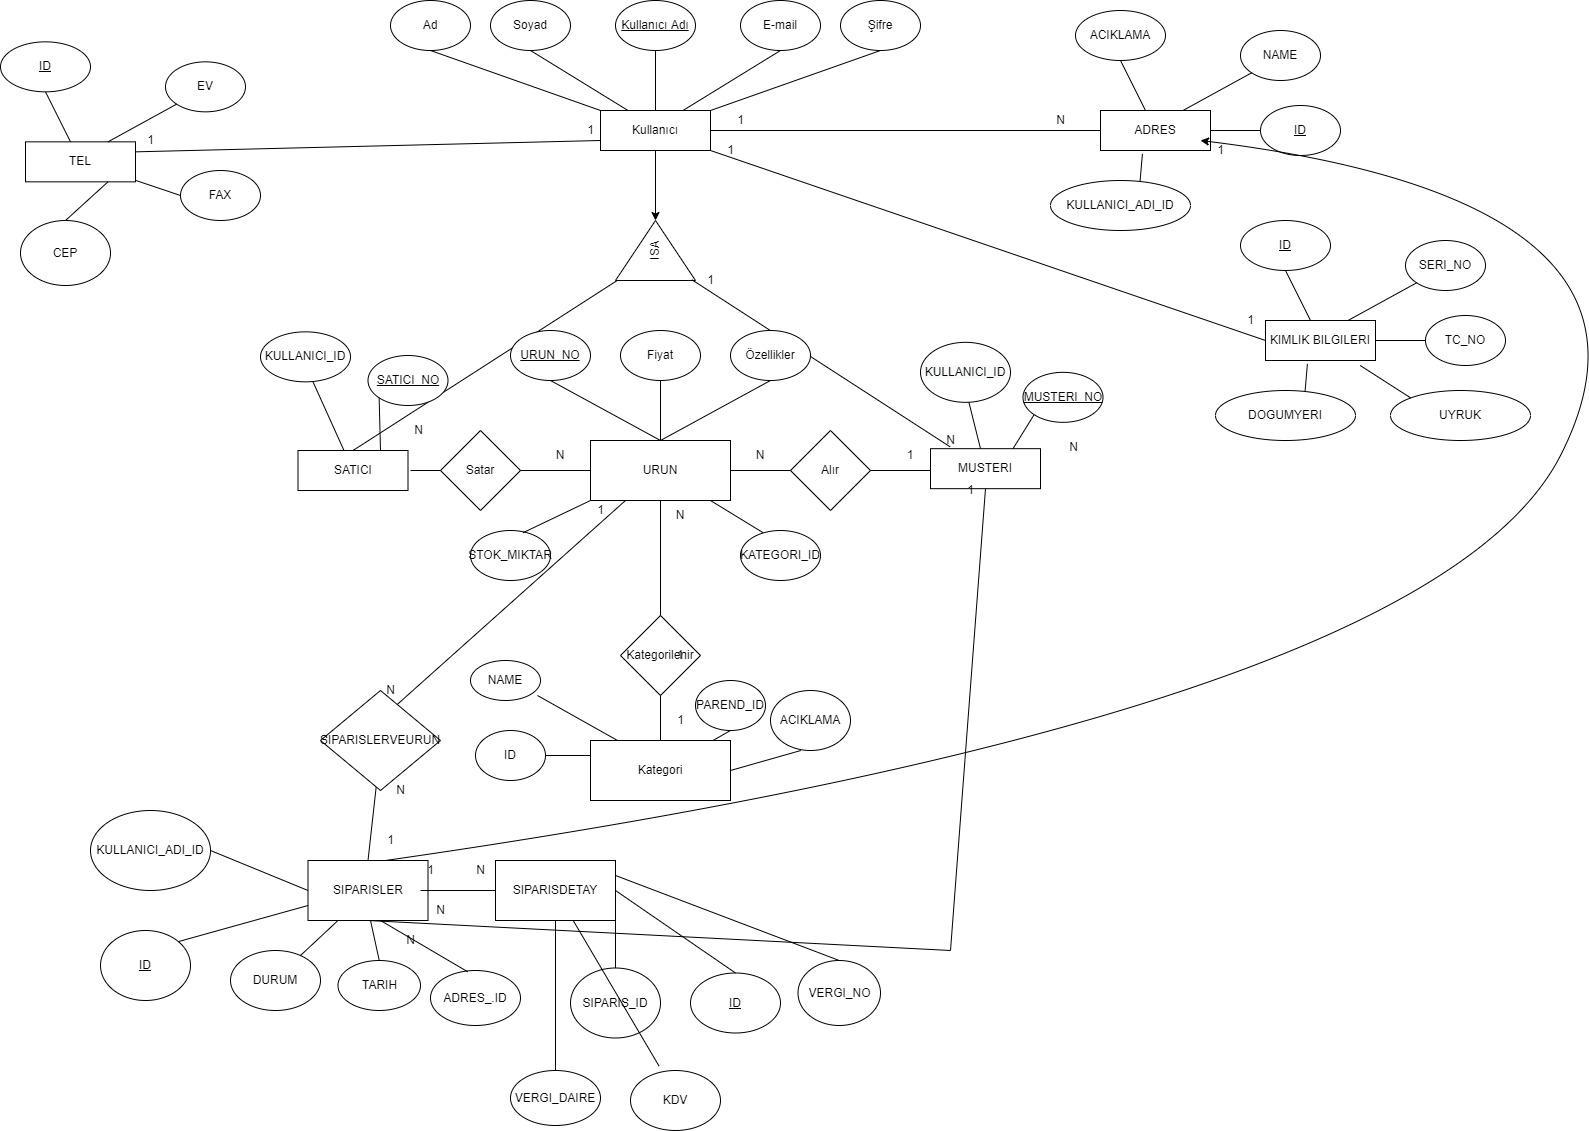 Ad
Soyad
Kullanıcı Adı
E-mail
Şifre
ACIKLAMA
NAME
ID
EV
1
1
Kullanıcı
1
N
ADRES
ID
1
1
TEL
FAX
CEP
KULLANICI_ADI_ID
ISA
1
ID
SERI_NO
1
KIMLIK BILGILERI
TC_NO
DOGUMYERI
UYRUK
KULLANICI_ID
SATICI_NO
URUN_NO
Fiyat
Özellikler
KULLANICI_ID
MUSTERI_NO
N
N
N
SATICI
Satar
N
URUN
N
Alır
1
MUSTERI
1
1
N
STOK_MIKTAR
KATEGORI_ID
Kategorilenir
1
NAME
N
PAREND_ID
ACIKLAMA
1
SIPARISLERVEURUN
ID
Kategori
N
1
KULLANICI_ADI_ID
1
N
SIPARISLER
SIPARISDETAY
N
N
ID
DURUM
TARIH
ADRES_.ID
SIPARIS_ID
ID
VERGI_NO
VERGI_DAIRE
KDV